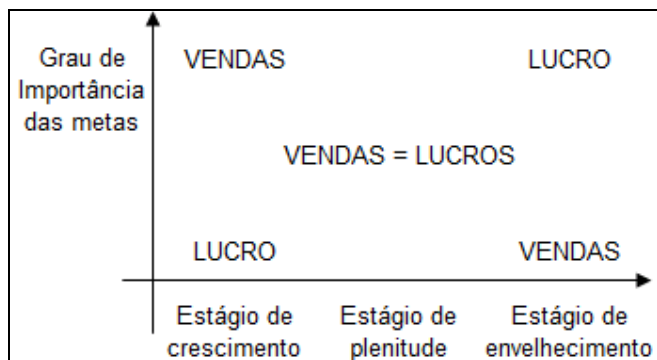 Grau de
Importância
das metas
VENDAS
LUCRO
VENDAS = LUCROS
LUCRO
VENDAS
Estágio de
crescimento
Estágio de
plenitude
Estágio de
envelhecimento